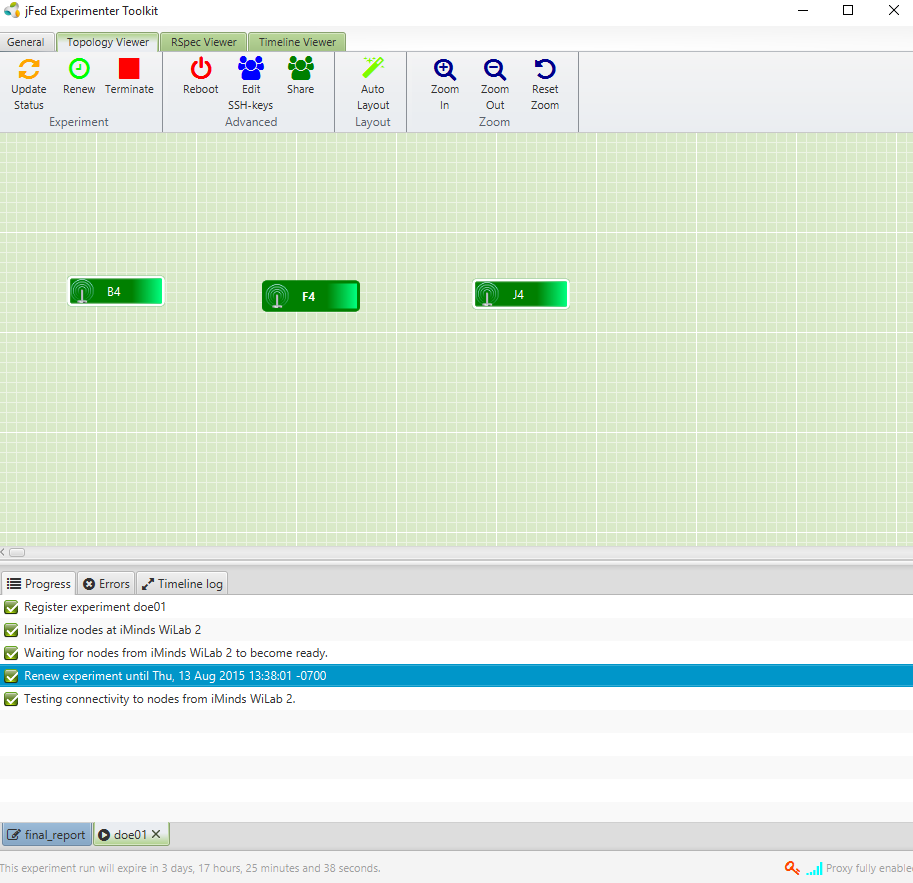 jFed Experimenter Toolkit
General Topology Viewer RSpec Viewer Timeline Viewer
Update Status Renew Terminate Reboot Edit SSH-keys Share Auto Layout Zoom In Zoom Out Reset Zoom
Experiment Advanced Layout Zoom
B4 F4 J4
Progress Errors Timeline log
Register experiment doe01
Initialize nodes at iMinds WiLab 2
Waiting for nodes from iMinds WiLab 2 to become ready.
Renew experiment until Thu, 13 Aug 2015 13:38:01 -0700
Testing connectivity to nodes from iMinds WiLab 2.
final_report doe01
This experiment run will expire in 3 days, 17 hours, 25 minutes and 38 seconds. Proxy fully enable